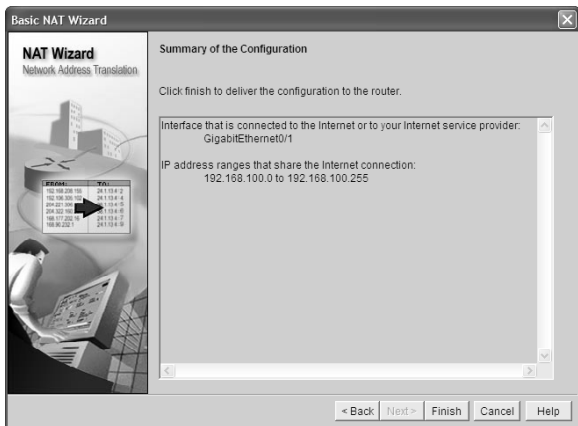 Basic NAT Wizard
NAT Wizard
Network Address Translation
FROM: TO:
Summary of the Configuration
Click finish to deliver the configuration to the router.
Interface that is connected to the Internet or to your Internet service provider:
GigabitEthernet0/1
IP address ranges that share the Internet connection:
192.168.100.0 to 192.168.100.255
< Back Next > Finish Cancel Help